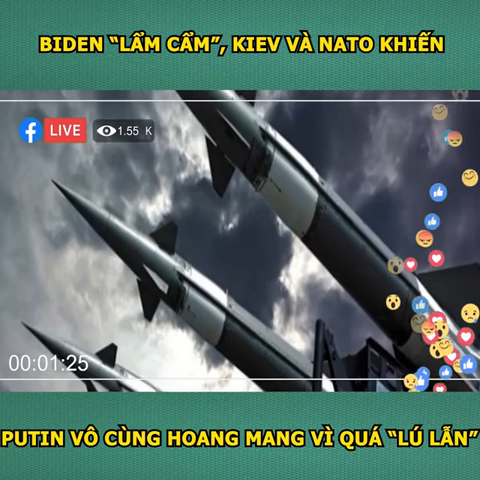 BIDEN “LẨM CẨM”, KIEV VÀ NATO KHIẾN
LIVE 1.55 K
00:01:25
PUTIN VÔ CÙNG HOANG MANG VÌ QUÁ “LÚ LẪN”